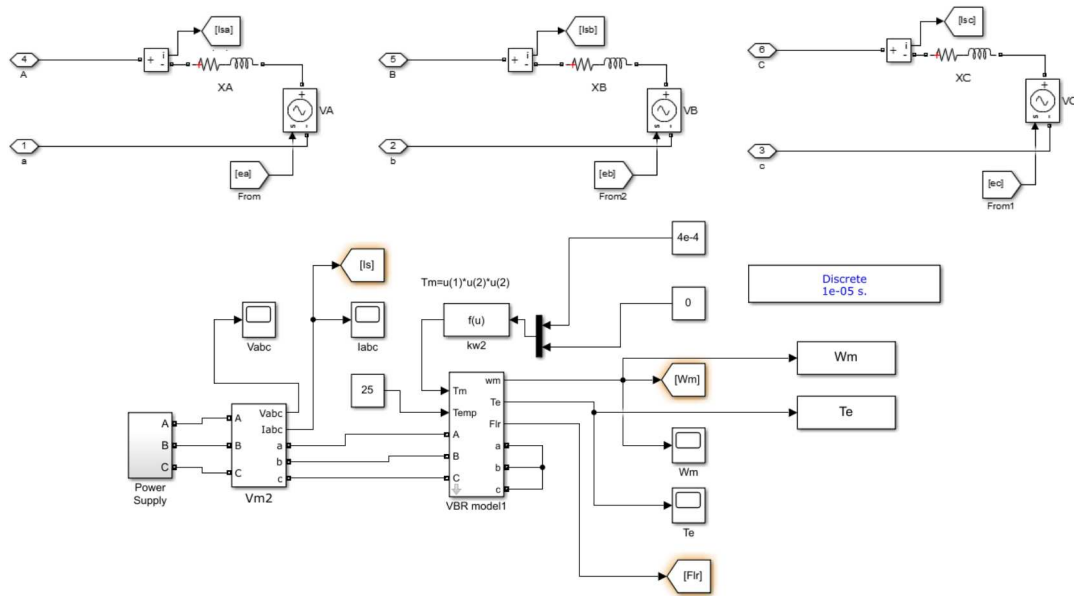 4
A
+
i
-
[Isa]
XA
+
VA
s
-
1
a
[ea]
From
5
B
+
i
-
[Isb]
XB
+
VB
s
-
2
b
[eb]
From2
6
C
+
i
-
[Isc]
XC
+
VC
s
-
3
c
[ec]
From1
[Is]
4e-4
Discrete
1e-05 s.
Tm=u(1)*u(2)*u(2)
Vabc
Iabc
f(u)
kw2
0
Wm
25
Tm
Temp
A
B
C
wm
Te
Flr
a
b
c
VBR model1
[Wm]
Te
A
B
C
Power
Supply
A
B
C
Vabc
Iabc
a
b
c
Vm2
Wm
Te
[Flr]